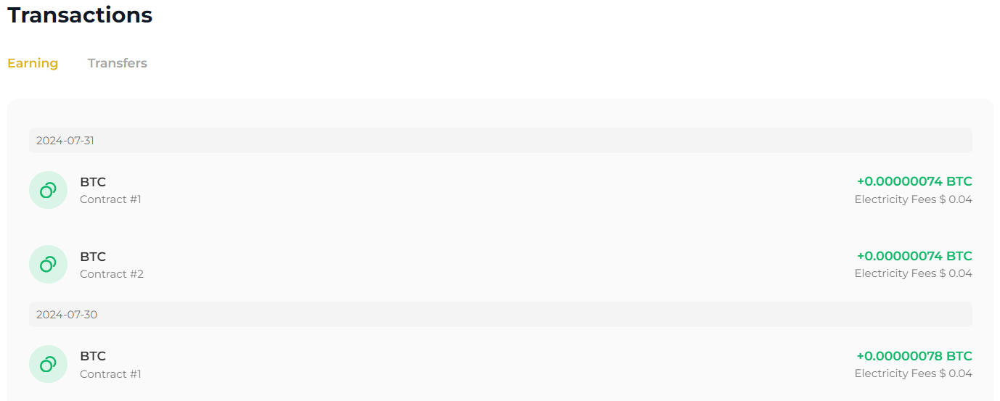 Transactions
Earning Transfers
2024-07-31
BTC +0.00000074 BTC
Contract #1 Electricity Fees $ 0.04
BTC +0.00000074 BTC
Contract #2 Electricity Fees $ 0.04
2024-07-30
BTC +0.00000078 BTC
Contract #1 Electricity Fees $ 0.04